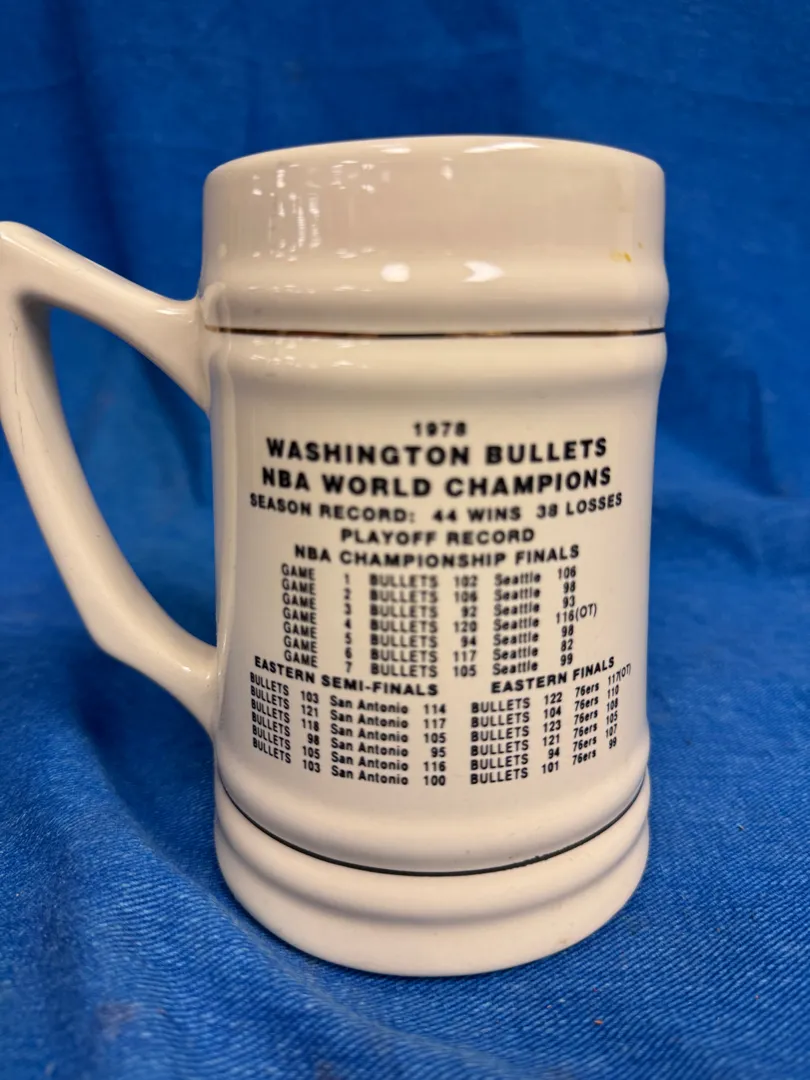 1978
WASHINGTON BULLETS
NBA WORLD CHAMPIONS
SEASON RECORD: 44 WINS 38 LOSSES
PLAYOFF RECORD
NBA CHAMPIONSHIP FINALS
GAME 1 BULLETS 102 Seattle 106
GAME 2 BULLETS 106 Seattle 98
GAME 3 BULLETS 92 Seattle 93
GAME 4 BULLETS 120 Seattle 116(OT)
GAME 5 BULLETS 94 Seattle 98
GAME 6 BULLETS 117 Seattle 82
GAME 7 BULLETS 105 Seattle 99
EASTERN SEMI-FINALS
BULLETS 103 San Antonio 114
BULLETS 121 San Antonio 117
BULLETS 118 San Antonio 105
BULLETS 98 San Antonio 95
BULLETS 105 San Antonio 116
BULLETS 103 San Antonio 100
EASTERN FINALS
BULLETS 122 76ers 117(OT)
BULLETS 104 76ers 110
BULLETS 123 76ers 108
BULLETS 121 76ers 105
BULLETS 94 76ers 107
BULLETS 101 76ers 99